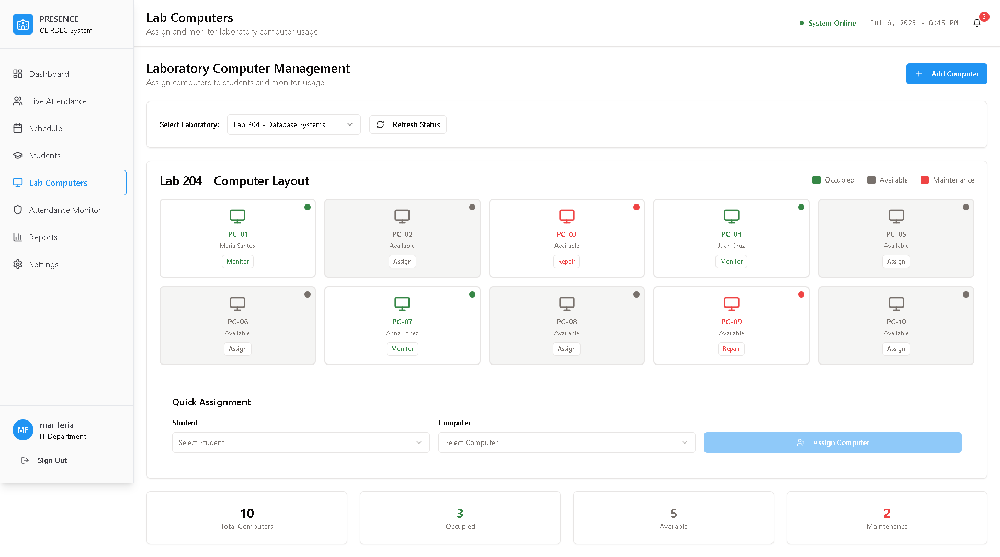 PRESENCE
CLIRDEC System
Dashboard
Live Attendance
Schedule
Students
Lab Computers
Attendance Monitor
Reports
Settings
MF
mar feria
IT Department
Sign Out
Lab Computers
Assign and monitor laboratory computer usage
System Online
Jul 6, 2025 - 6:45 PM
3
Laboratory Computer Management
Assign computers to students and monitor usage
Add Computer
Select Laboratory:
Lab 204 - Database Systems
Refresh Status
Lab 204 - Computer Layout
Occupied
Available
Maintenance
PC-01
Maria Santos
Monitor
PC-02
Available
Assign
PC-03
Available
Repair
PC-04
Juan Cruz
Monitor
PC-05
Available
Assign
PC-06
Available
Assign
PC-07
Anna Lopez
Monitor
PC-08
Available
Assign
PC-09
Available
Repair
PC-10
Available
Assign
Quick Assignment
Student
Select Student
Computer
Select Computer
Assign Computer
10
Total Computers
3
Occupied
5
Available
2
Maintenance